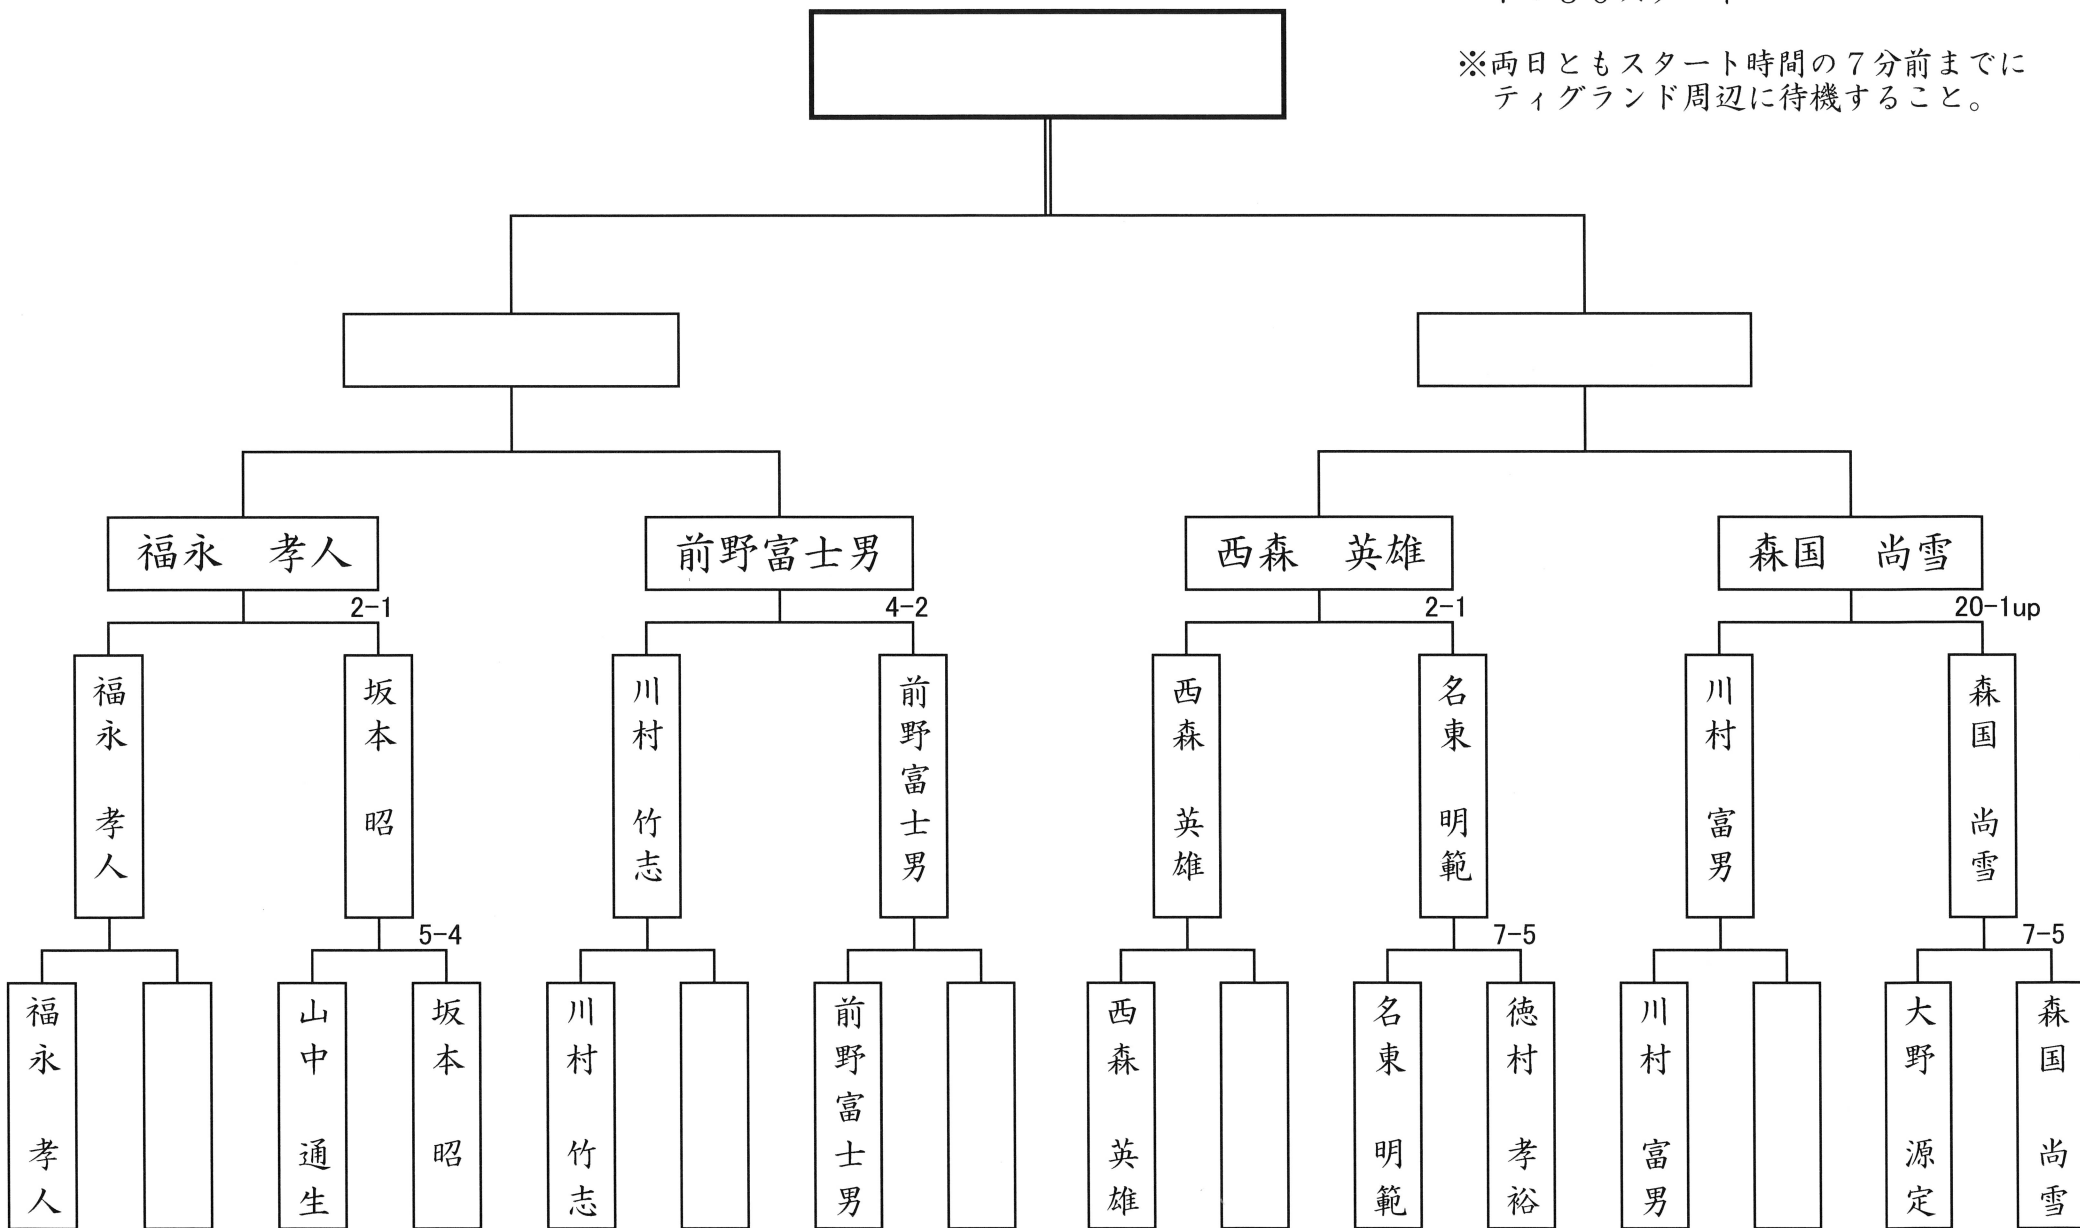 ※両日ともスタート時間の7分前までに
ティグランド周辺に待機すること。
福永　孝人
前野富士男
西森　英雄
森国　尚雪
2-1
4-2
2-1
20-1up
福永　孝人
坂本　昭
川村　竹志
前野富士男
西森　英雄
名東　明範
川村　富男
森国　尚雪
5-4
7-5
7-5
福永　孝人
山中　通生
坂本　昭
川村　竹志
前野富士男
西森　英雄
名東　明範
徳村　孝裕
川村　富男
大野　源定
森国　尚雪